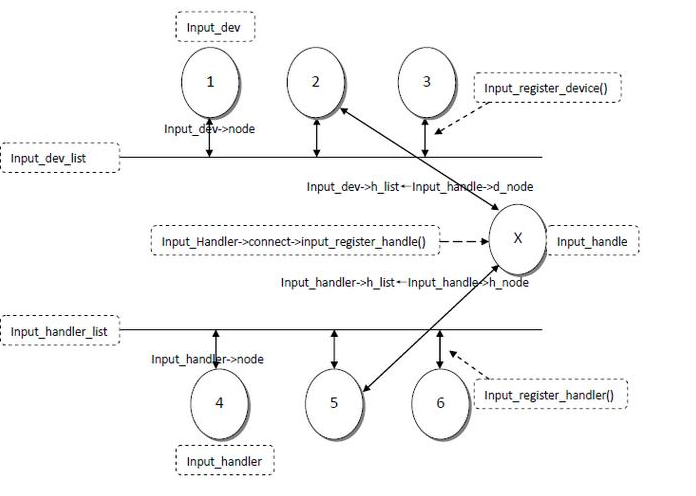 Input_dev
1
2
3
Input_register_device()
Input_dev->node
Input_dev_list
Input_dev->h_list←Input_handle->d_node
Input_Handler->connect->input_register_handle()
X
Input_handle
Input_handler->h_list←Input_handle->h_node
Input_handler_list
Input_handler->node
4
5
6
Input_register_handler()
Input_handler